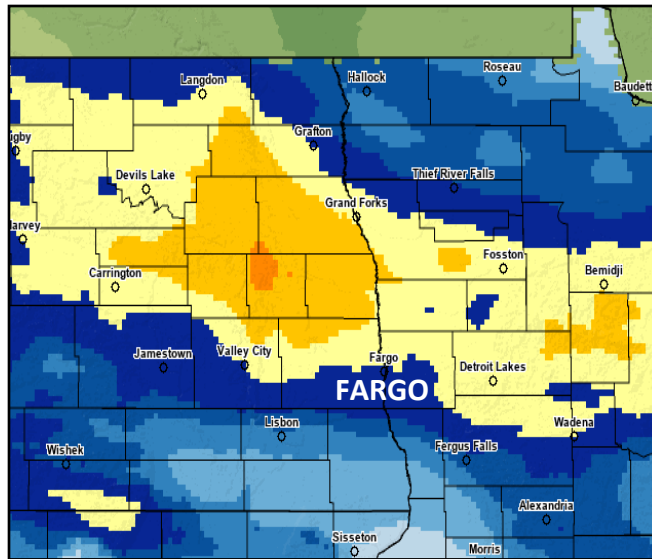 Roseau
Langdon
Hallock
Baudett
Grafton
igby
Devils Lake
Thief River Falls
Grand Forks
arvey
Fosston
Bemidji
Carrington
Jamestown
Valley City
Fargo
Detroit Lakes
FARGO
Lisbon
Wadena
Wishek
Fergus Falls
Alexandria
Sisseton
Morris